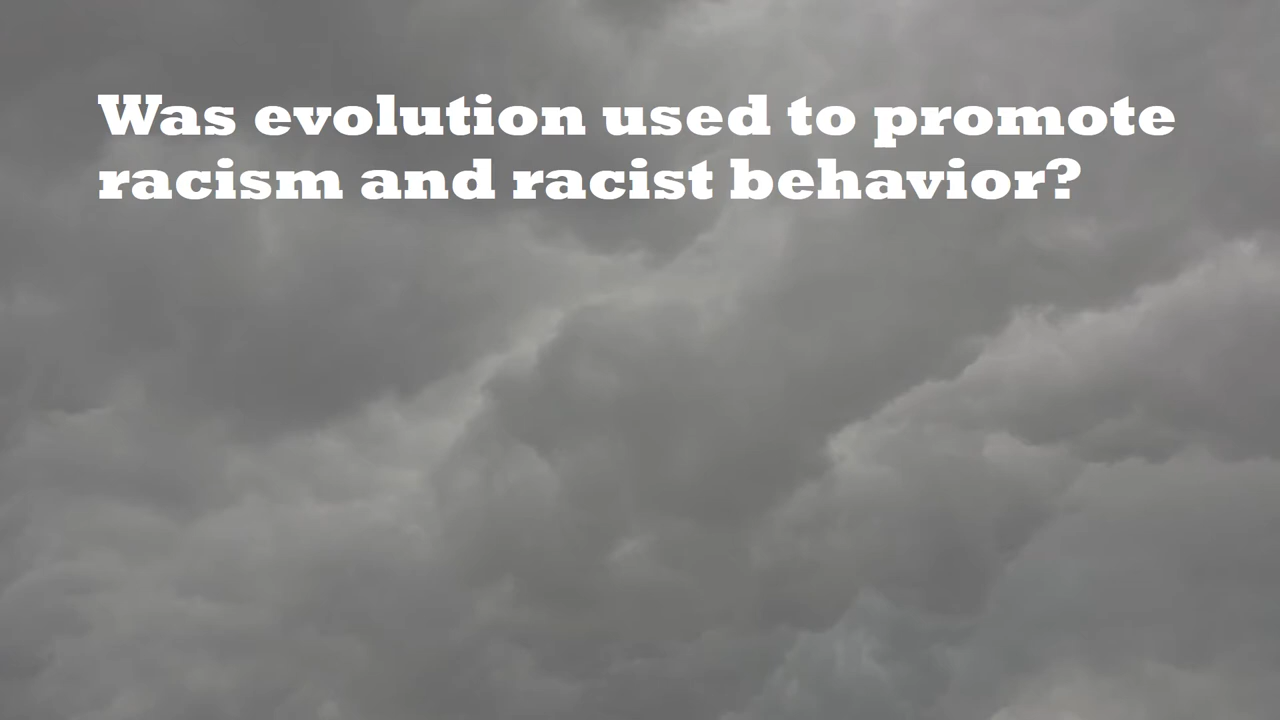 Was evolution used to promote
racism and racist behavior?